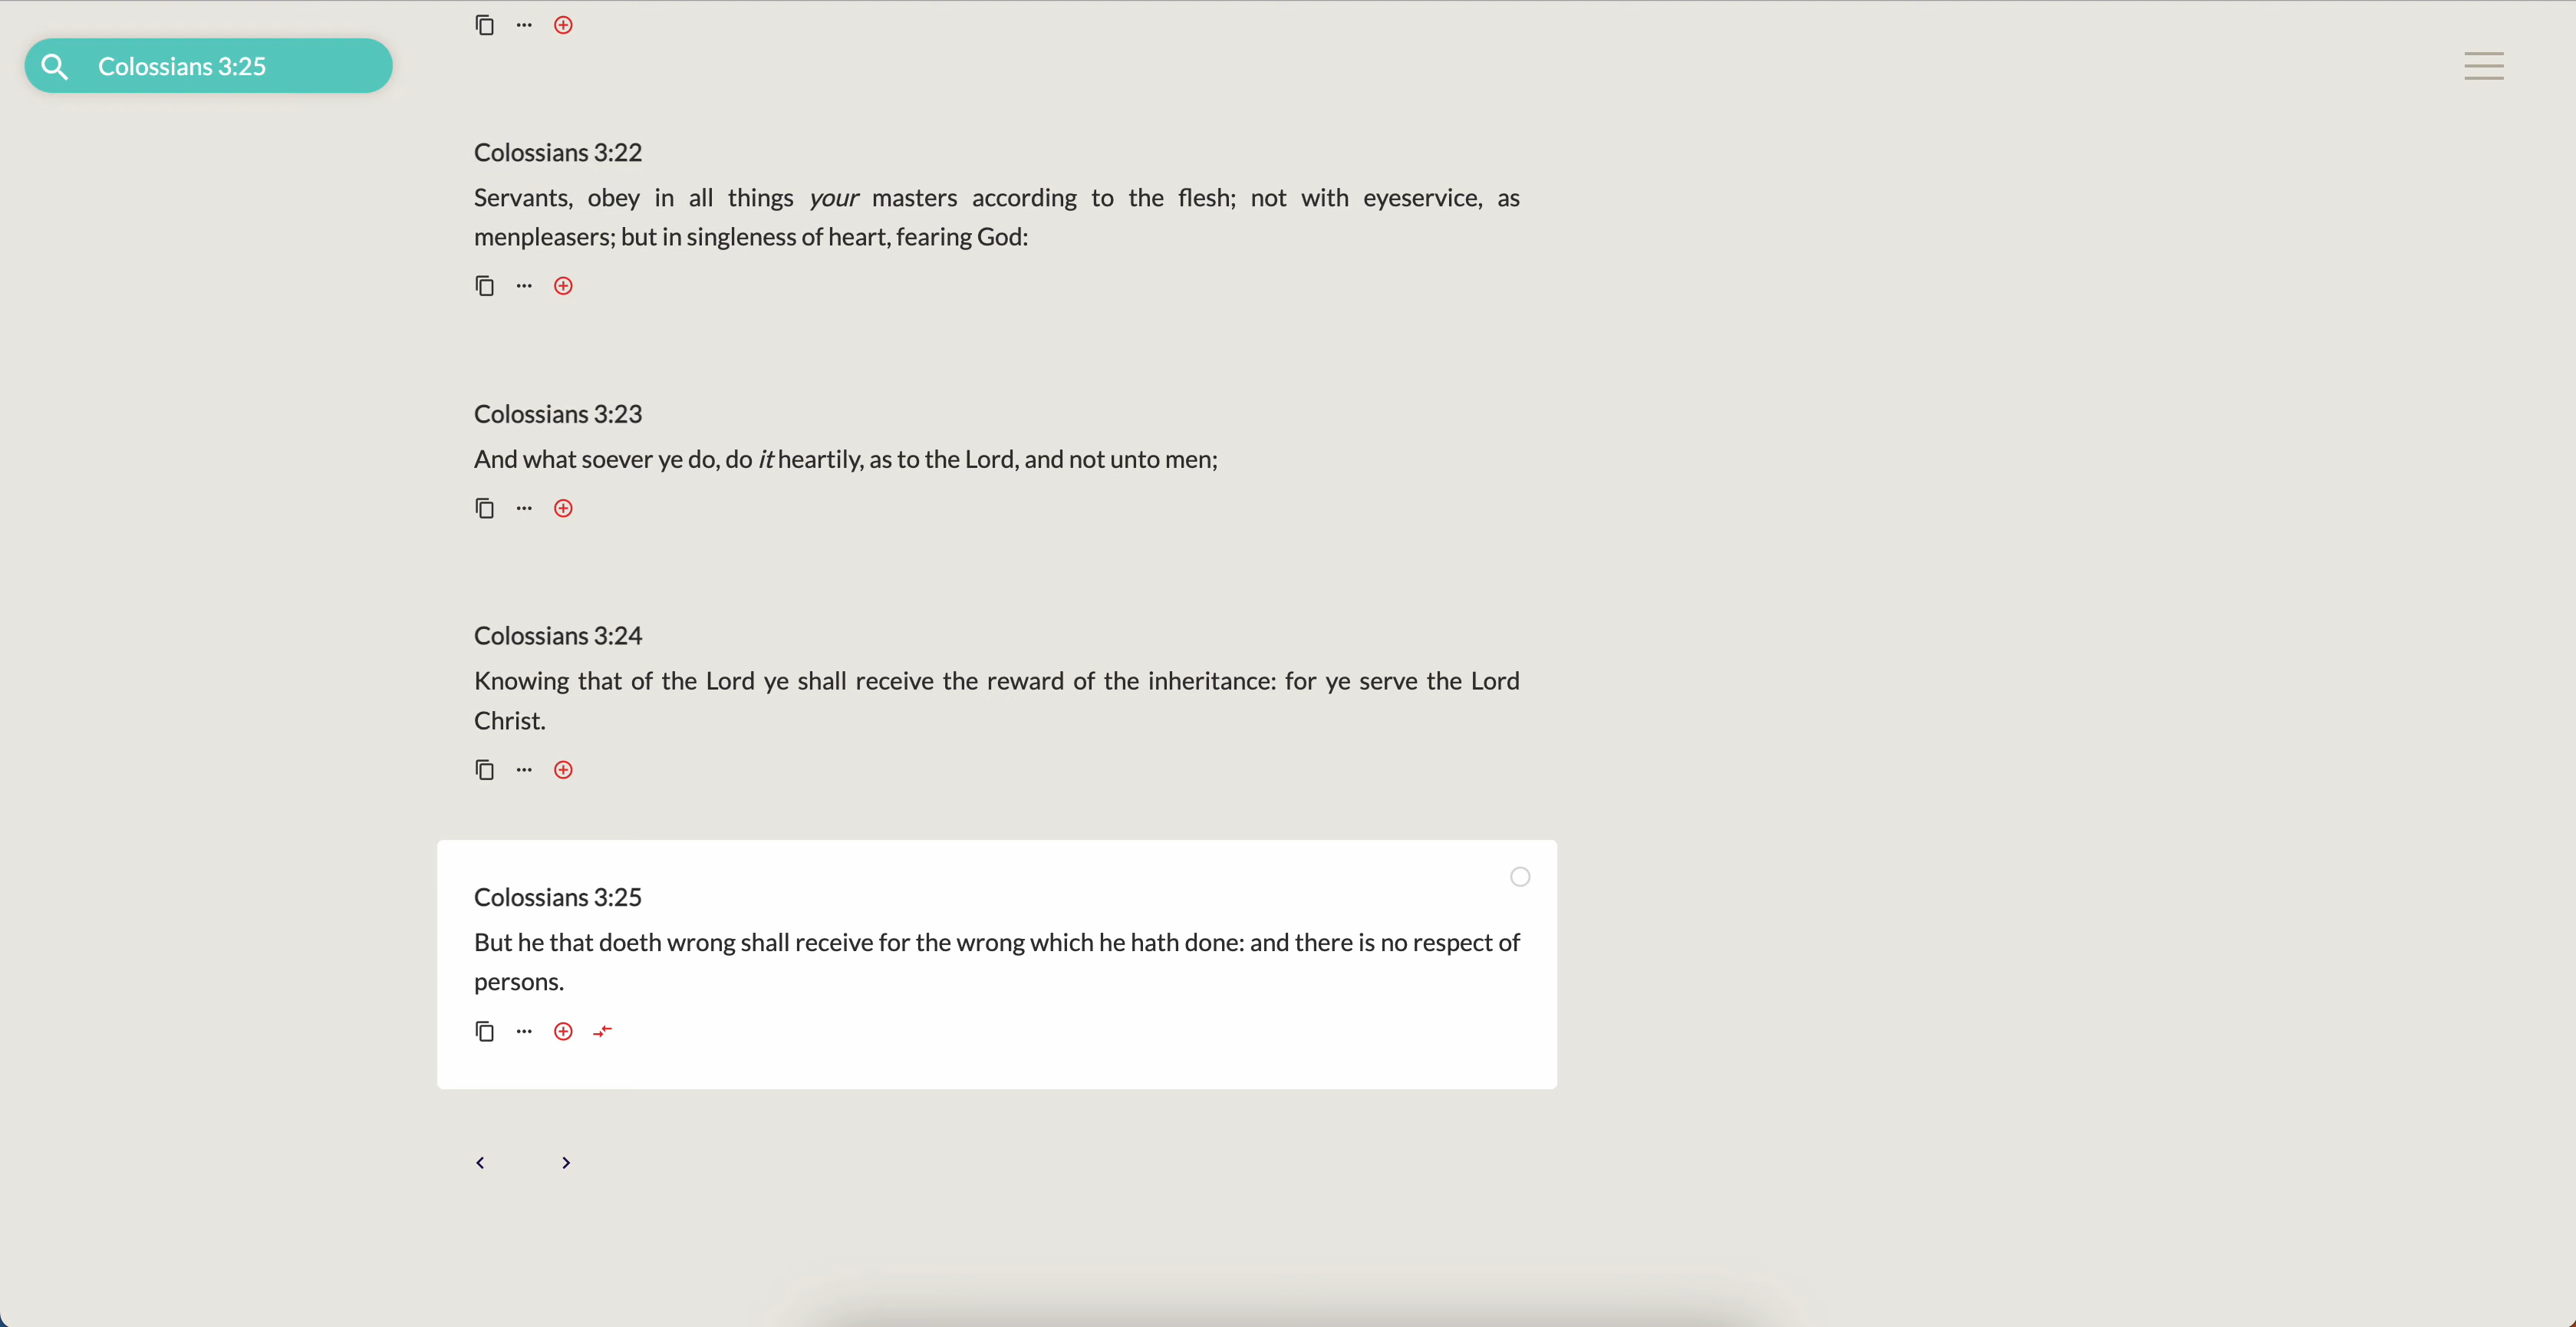 Colossians 3:25
Colossians 3:22
Servants, obey in all things your masters according to the flesh; not with eyeservice, as
menpleasers; but in singleness of heart, fearing God:
Colossians 3:23
And what soever ye do, do it heartily, as to the Lord, and not unto men;
Colossians 3:24
Knowing that of the Lord ye shall receive the reward of the inheritance: for ye serve the Lord
Christ.
Colossians 3:25
But he that doeth wrong shall receive for the wrong which he hath done: and there is no respect of
persons.